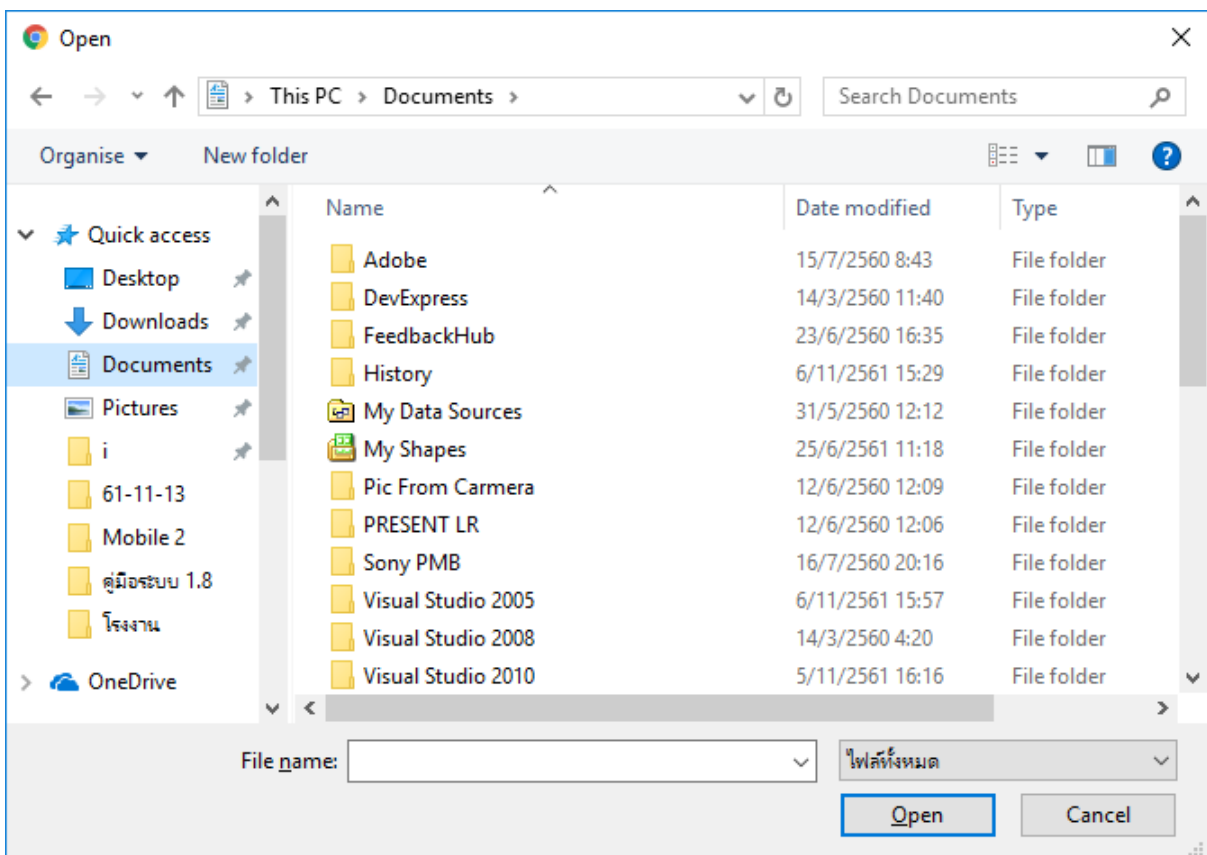 Open
This PC > Documents >
Search Documents
Organise
New folder
Name
Date modified
Type
Quick access
Desktop
Downloads
Documents
Pictures
i
61-11-13
Mobile 2
คู่มือระบบ 1.8
โรงงาน
OneDrive
Adobe 15/7/2560 8:43 File folder
DevExpress 14/3/2560 11:40 File folder
FeedbackHub 23/6/2560 16:35 File folder
History 6/11/2561 15:29 File folder
My Data Sources 31/5/2560 12:12 File folder
My Shapes 25/6/2561 11:18 File folder
Pic From Carmera 12/6/2560 12:09 File folder
PRESENT LR 12/6/2560 12:06 File folder
Sony PMB 16/7/2560 20:16 File folder
Visual Studio 2005 6/11/2561 15:57 File folder
Visual Studio 2008 14/3/2560 4:20 File folder
Visual Studio 2010 5/11/2561 16:16 File folder
File name:
ไฟล์ทั้งหมด
Open
Cancel